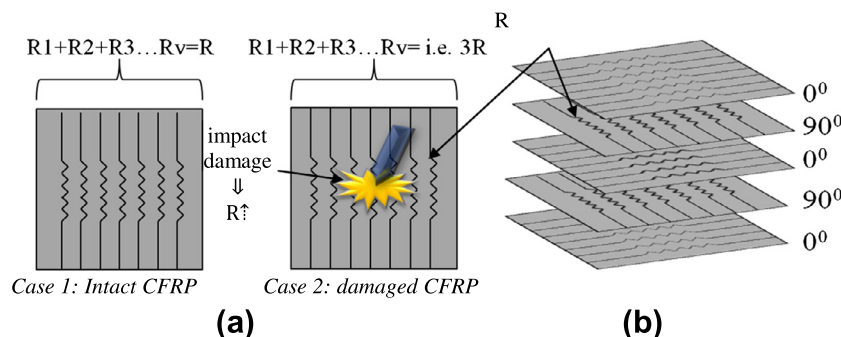 R1+R2+R3...Rv=R
R1+R2+R3...Rv= i.e. 3R
R
impact
damage
⇓
R⇡
0⁰
90⁰
0⁰
90⁰
0⁰
Case 1: Intact CFRP
Case 2: damaged CFRP
(a)
(b)